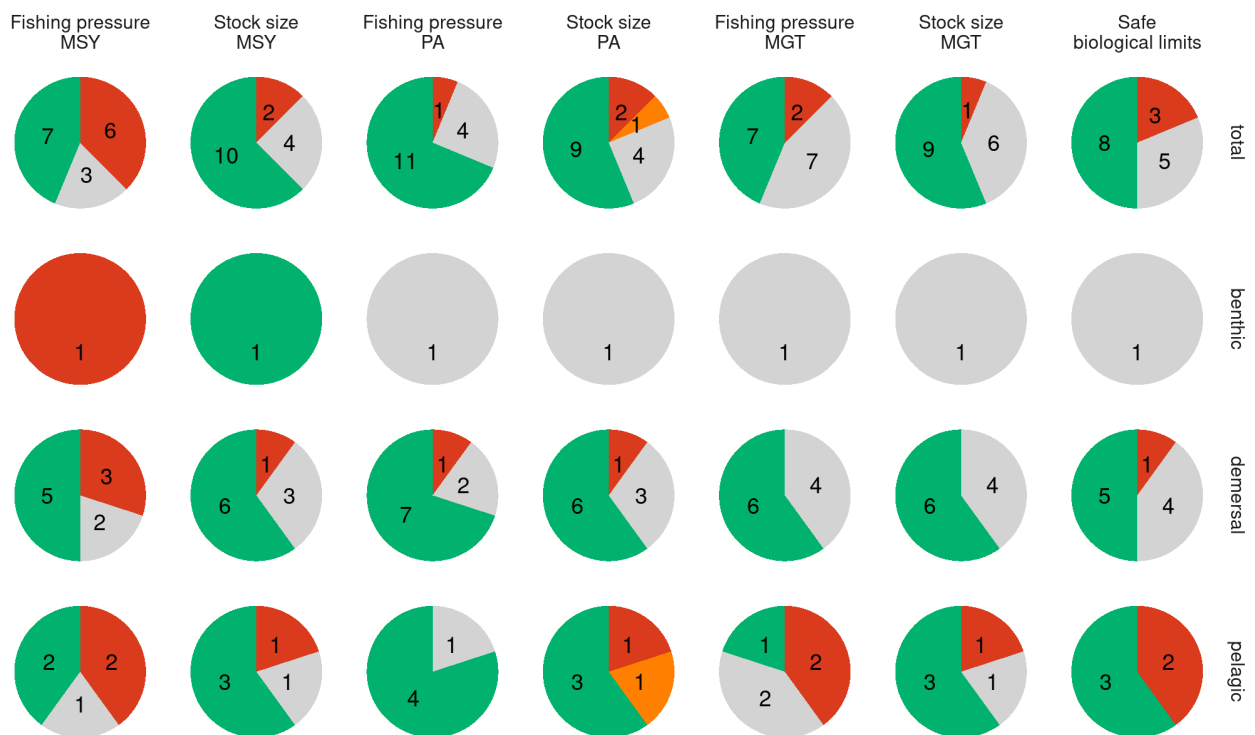 Fishing pressure
MSY
Stock size
MSY
Fishing pressure
PA
Stock size
PA
Fishing pressure
MGT
Stock size
MGT
Safe
biological limits
7 6 3
10 2 4
11 1 4
9 2 1 4
7 2 7
9 1 6
8 3 5
total
1
1
1
1
1
1
1
benthic
5 3 2
6 1 3
7 1 2
6 1 3
6 4
6 4
5 1 4
demersal
2 2 1
3 1 1
4 1
3 1 1
1 2 2
3 1 1
3 2
pelagic